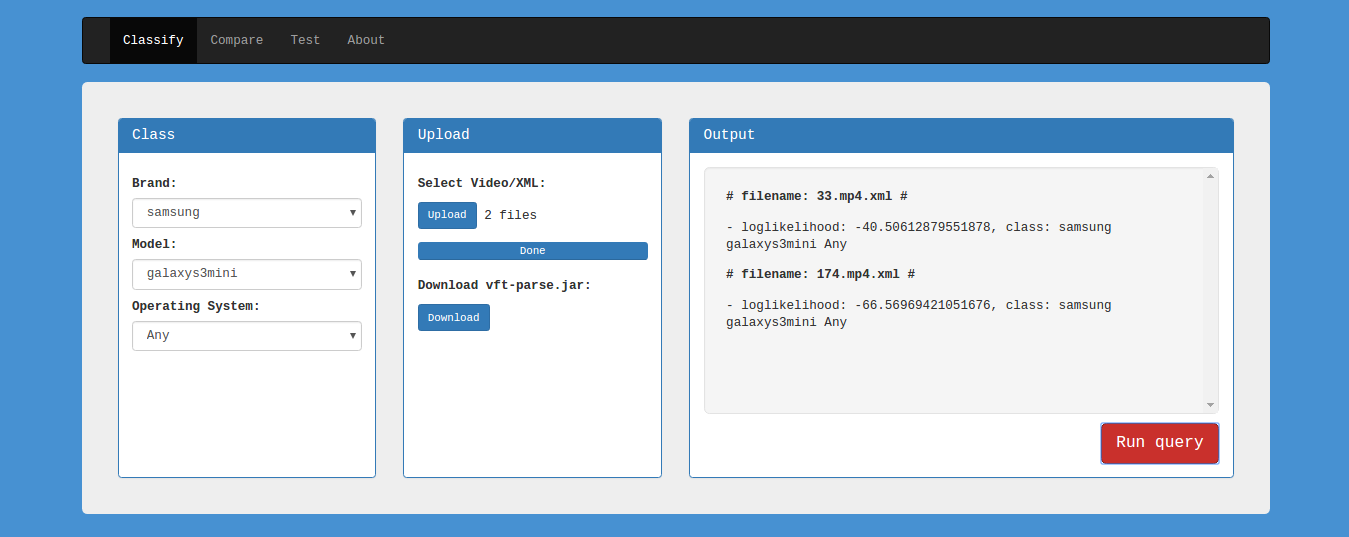 Classify Compare Test About
Class
Brand:
samsung
Model:
galaxys3mini
Operating System:
Any
Upload
Select Video/XML:
Upload 2 files
Done
Download vft-parse.jar:
Download
Output
# filename: 33.mp4.xml #
- loglikelihood: -40.50612879551878, class: samsung
galaxys3mini Any
# filename: 174.mp4.xml #
- loglikelihood: -66.56969421051676, class: samsung
galaxys3mini Any
Run query